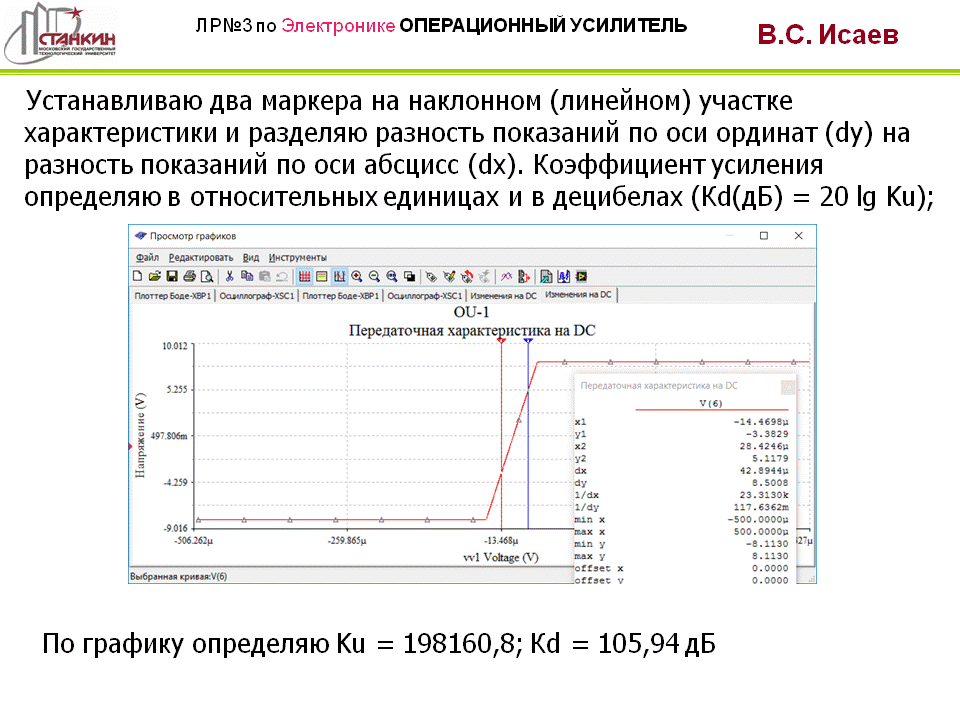 СТАНКИН
МОСКОВСКИЙ ГОСУДАРСТВЕННЫЙ
ТЕХНОЛОГИЧЕСКИЙ УНИВЕРСИТЕТ
ЛР№3 по Электронике ОПЕРАЦИОННЫЙ УСИЛИТЕЛЬ
В.С. Исаев
Устанавливаю два маркера на наклонном (линейном) участке
характеристики и разделяю разность показаний по оси ординат (dy) на
разность показаний по оси абсцисс (dx). Коэффициент усиления
определяю в относительных единицах и в децибелах (Кd(дБ) = 20 lg Ku);
Просмотр графиков
Файл Редактировать Вид Инструменты
Плоттер Боде-XBP1 Осциллограф-XSC1 Плоттер Боде-XBP1 Осциллограф-XSC1 Изменения на DC Изменения на DC
OU-1
Передаточная характеристика на DC
Напряжение (V)
10.012
5.255
497.806m
-4.259
-9.016
-506.262µ -259.865µ -13.468µ 27µ
vv1 Voltage (V)
Передаточная характеристика на DC
V(6)
x1 -14.4698µ
y1 -3.3829
x2 28.4246µ
y2 5.1179
dx 42.8944µ
dy 8.5008
1/dx 23.3130k
1/dy 117.6362m
min x -500.0000µ
max x 500.0000µ
min y -8.1130
max y 8.1130
offset x 0.0000
offset y 0.0000
Выбранная кривая:V(6)
По графику определяю Ku = 198160,8; Кd = 105,94 дБ